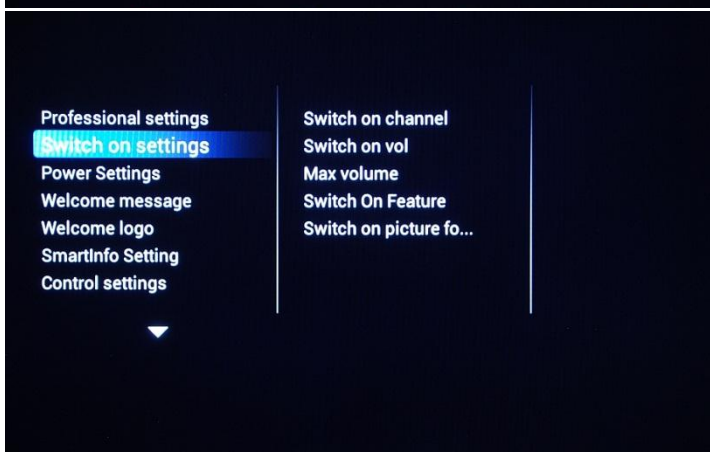 Professional settings
Switch on settings
Power Settings
Welcome message
Welcome logo
SmartInfo Setting
Control settings
Switch on channel
Switch on vol
Max volume
Switch On Feature
Switch on picture fo...